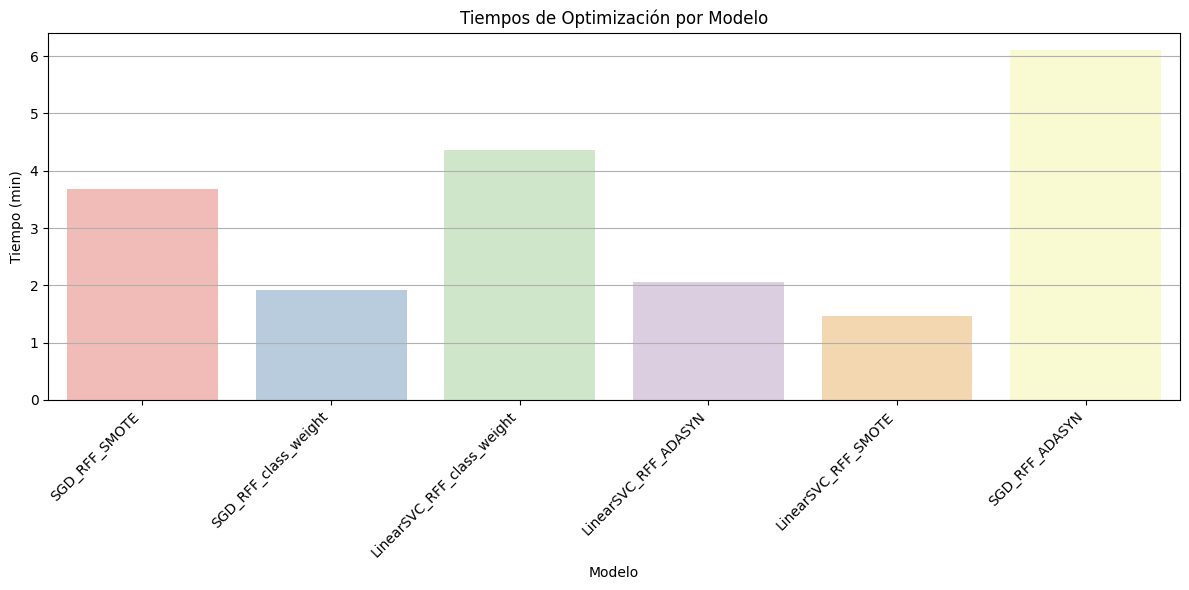 Tiempos de Optimización por Modelo
Tiempo (min)
6
5
4
3
2
1
0
SGD_RFF_SMOTE
SGD_RFF_class_weight
LinearSVC_RFF_class_weight
LinearSVC_RFF_ADASYN
LinearSVC_RFF_SMOTE
SGD_RFF_ADASYN
Modelo